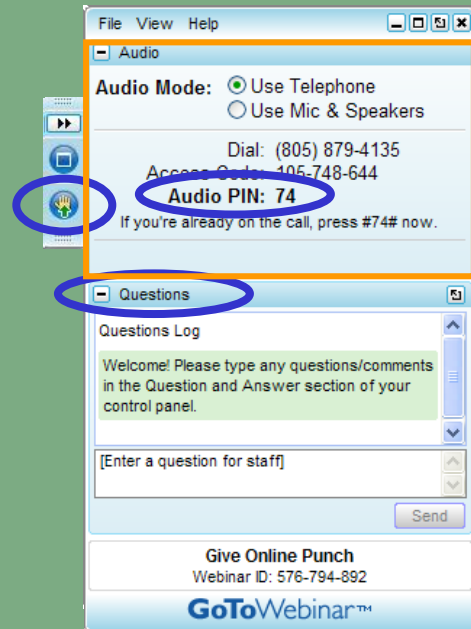 File View Help
Audio
Audio Mode: Use Telephone
Use Mic & Speakers
Dial: (805) 879-4135
Access Code: 105-748-644
Audio PIN: 74
If you're already on the call, press #74# now.
Questions
Questions Log
Welcome! Please type any questions/comments
in the Question and Answer section of your
control panel.
[Enter a question for staff]
Send
Give Online Punch
Webinar ID: 576-794-892
GoToWebinar™